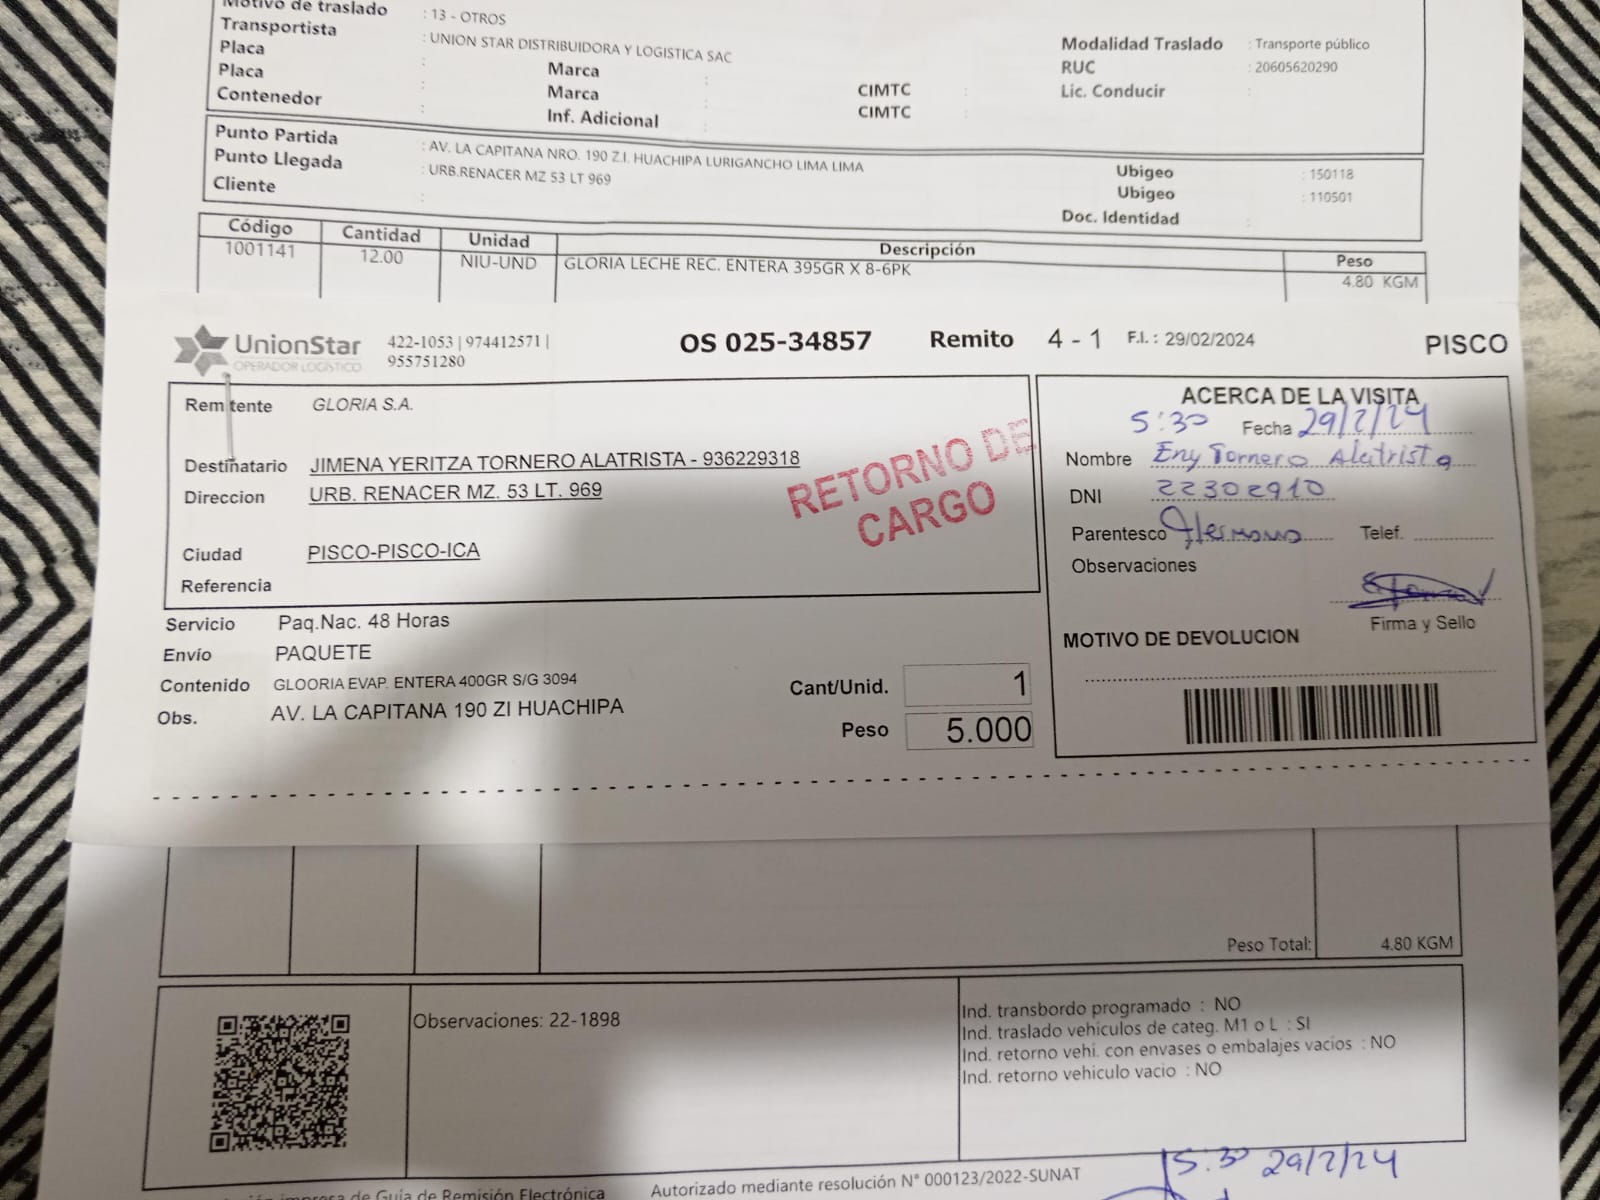 Motivo de traslado : 13 - OTROS
Transportista : UNION STAR DISTRIBUIDORA Y LOGISTICA SAC Modalidad Traslado : Transporte público
Placa : Marca : CIMTC : RUC : 20605620290
Placa : Marca : CIMTC Lic. Conducir :
Contenedor : Inf. Adicional :
Punto Partida : AV. LA CAPITANA NRO. 190 Z.I. HUACHIPA LURIGANCHO LIMA LIMA Ubigeo : 150118
Punto Llegada : URB.RENACER MZ 53 LT 969 Ubigeo : 110501
Cliente : Doc. Identidad :
Código Cantidad Unidad Descripción Peso
1001141 12.00 NIU-UND GLORIA LECHE REC. ENTERA 395GR X 8-6PK 4.80 KGM
UnionStar 422-1053 | 974412571 | OS 025-34857 Remito 4 - 1 F.I. : 29/02/2024 PISCO
OPERADOR LOGÍSTICO 955751280
Remitente GLORIA S.A.
Destinatario JIMENA YERITZA TORNERO ALATRISTA - 936229318
Direccion URB. RENACER MZ. 53 LT. 969
Ciudad PISCO-PISCO-ICA
Referencia
RETORNO DE
CARGO
ACERCA DE LA VISITA
5:30 Fecha 29/2/24
Nombre Eny Tornero Alatrista
DNI 22302910
Parentesco Hermano Telef.
Observaciones
Firma y Sello
MOTIVO DE DEVOLUCION
Servicio Paq.Nac. 48 Horas
Envío PAQUETE
Contenido GLOORIA EVAP. ENTERA 400GR S/G 3094
Obs. AV. LA CAPITANA 190 ZI HUACHIPA
Cant/Unid. 1
Peso 5.000
Peso Total: 4.80 KGM
Observaciones: 22-1898
Ind. transbordo programado : NO
Ind. traslado vehiculos de categ. M1 o L : SI
Ind. retorno vehi. con envases o embalajes vacios : NO
Ind. retorno vehiculo vacio : NO
5:30 29/2/24
impresa de Guía de Remisión Electrónica Autorizado mediante resolución N° 000123/2022-SUNAT